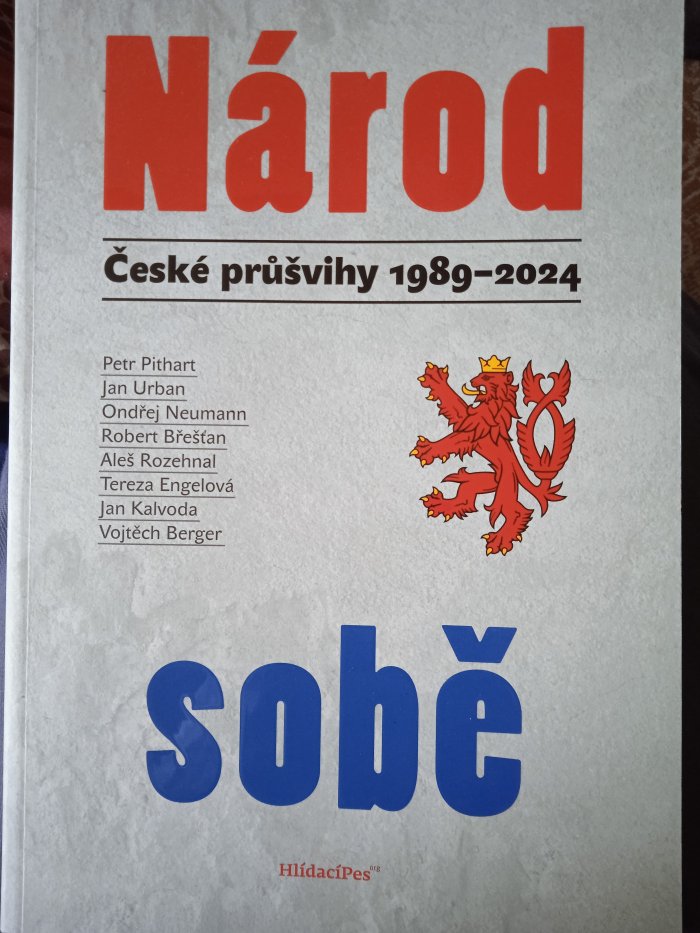 Národ
České průšvihy 1989–2024
Petr Pithart
Jan Urban
Ondřej Neumann
Robert Břešťan
Aleš Rozehnal
Tereza Engelová
Jan Kalvoda
Vojtěch Berger
sobě
HlídacíPes.org